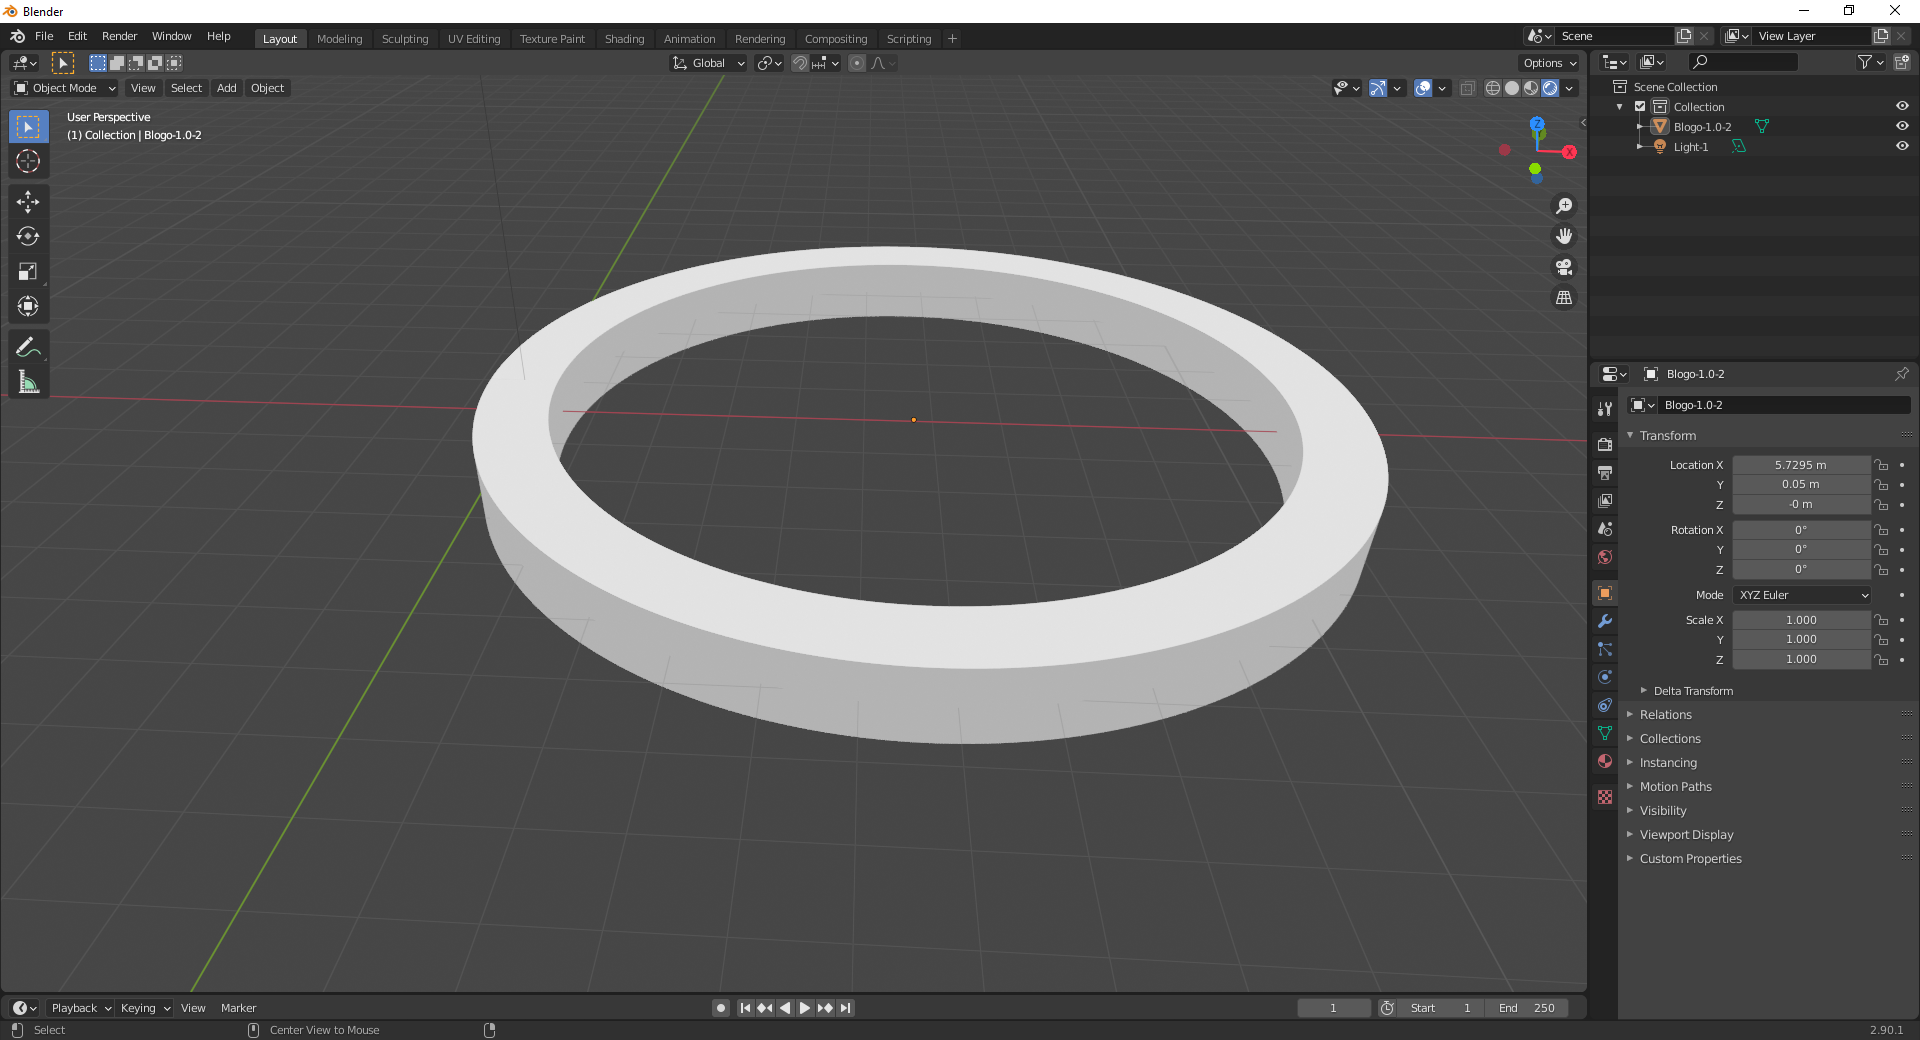 Blender
File Edit Render Window Help Layout Modeling Sculpting UV Editing Texture Paint Shading Animation Rendering Compositing Scripting + Scene View Layer
Global Options
Object Mode View Select Add Object
User Perspective
(1) Collection | Blogo-1.0-2
Z
X
Scene Collection
Collection
Blogo-1.0-2
Light-1
Blogo-1.0-2
Blogo-1.0-2
Transform
Location X 5.7295 m
Y 0.05 m
Z -0 m
Rotation X 0°
Y 0°
Z 0°
Mode XYZ Euler
Scale X 1.000
Y 1.000
Z 1.000
Delta Transform
Relations
Collections
Instancing
Motion Paths
Visibility
Viewport Display
Custom Properties
Playback Keying View Marker 1 Start 1 End 250
Select Center View to Mouse 2.90.1